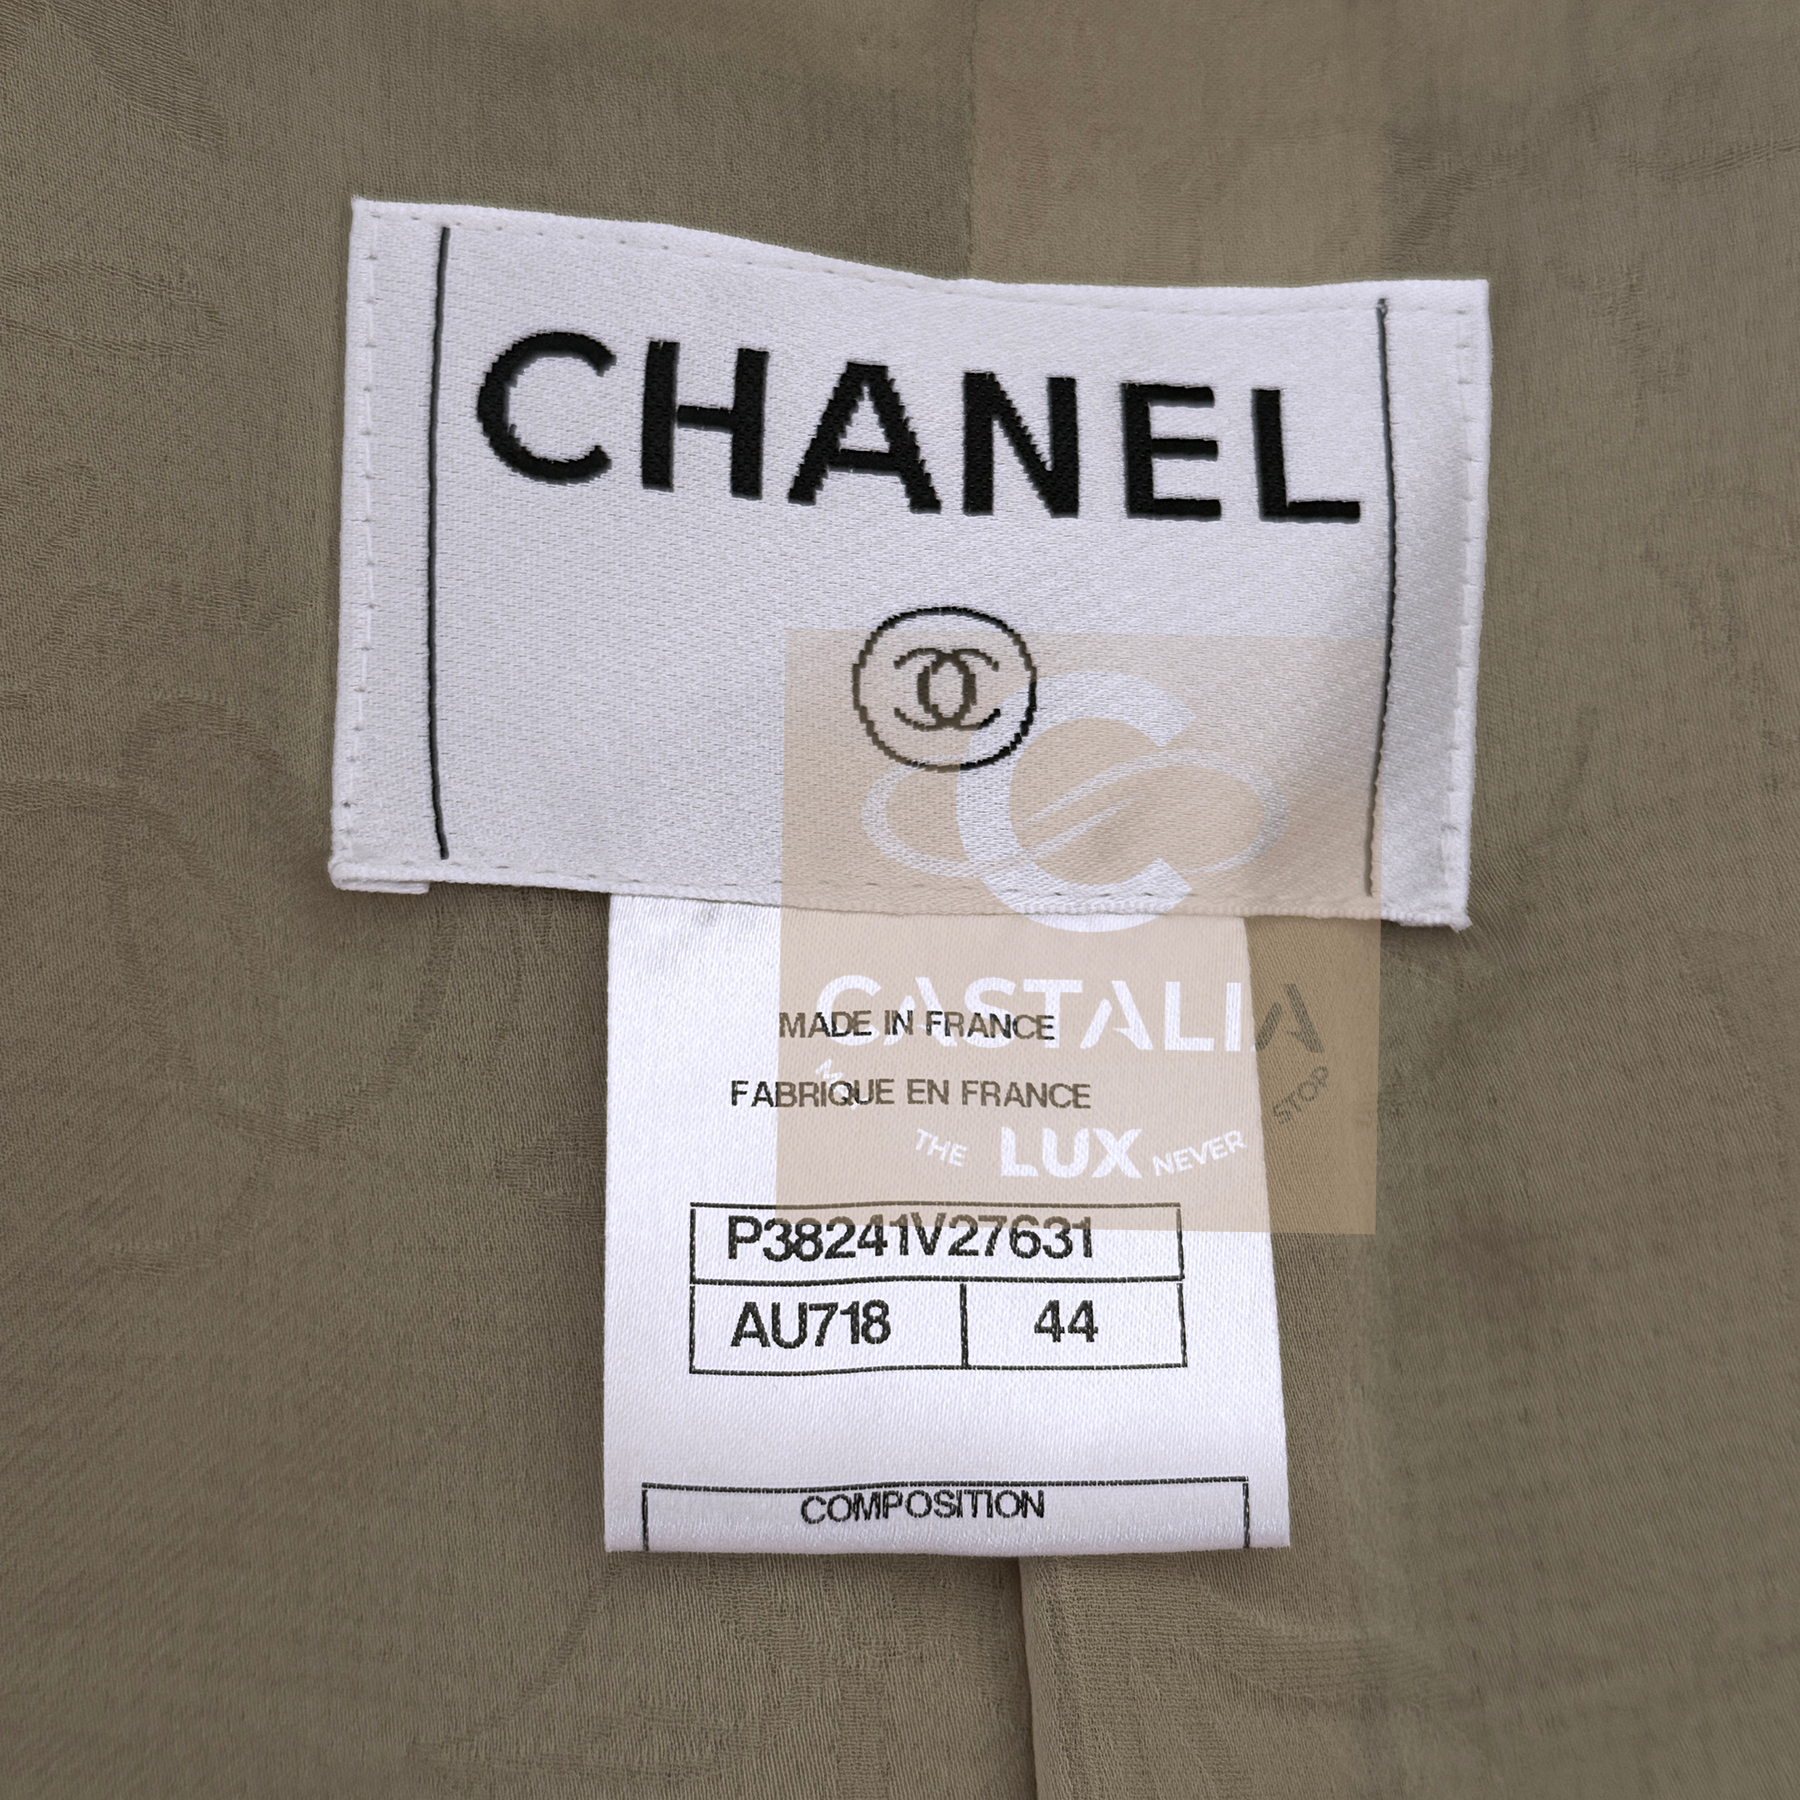 CHANEL
CASTALIA
MADE IN FRANCE
FABRIQUE EN FRANCE
THE LUX NEVER STOP
P38241V27631
AU718 44
COMPOSITION